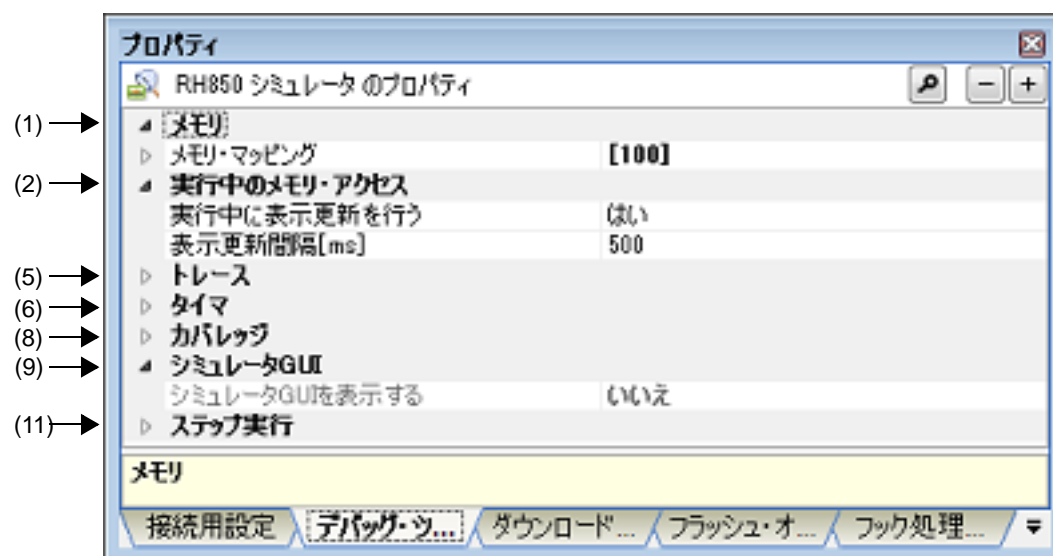 プロパティ
RH850 シミュレータ のプロパティ
(1) メモリ
メモリ・マッピング [100]
(2) 実行中のメモリ・アクセス
実行中に表示更新を行う はい
表示更新間隔[ms] 500
(5) トレース
(6) タイマ
(8) カバレッジ
(9) シミュレータGUI
シミュレータGUIを表示する いいえ
(11) ステップ実行
メモリ
接続用設定 デバッグ・ツ... ダウンロード... フラッシュ・オ... フック処理...